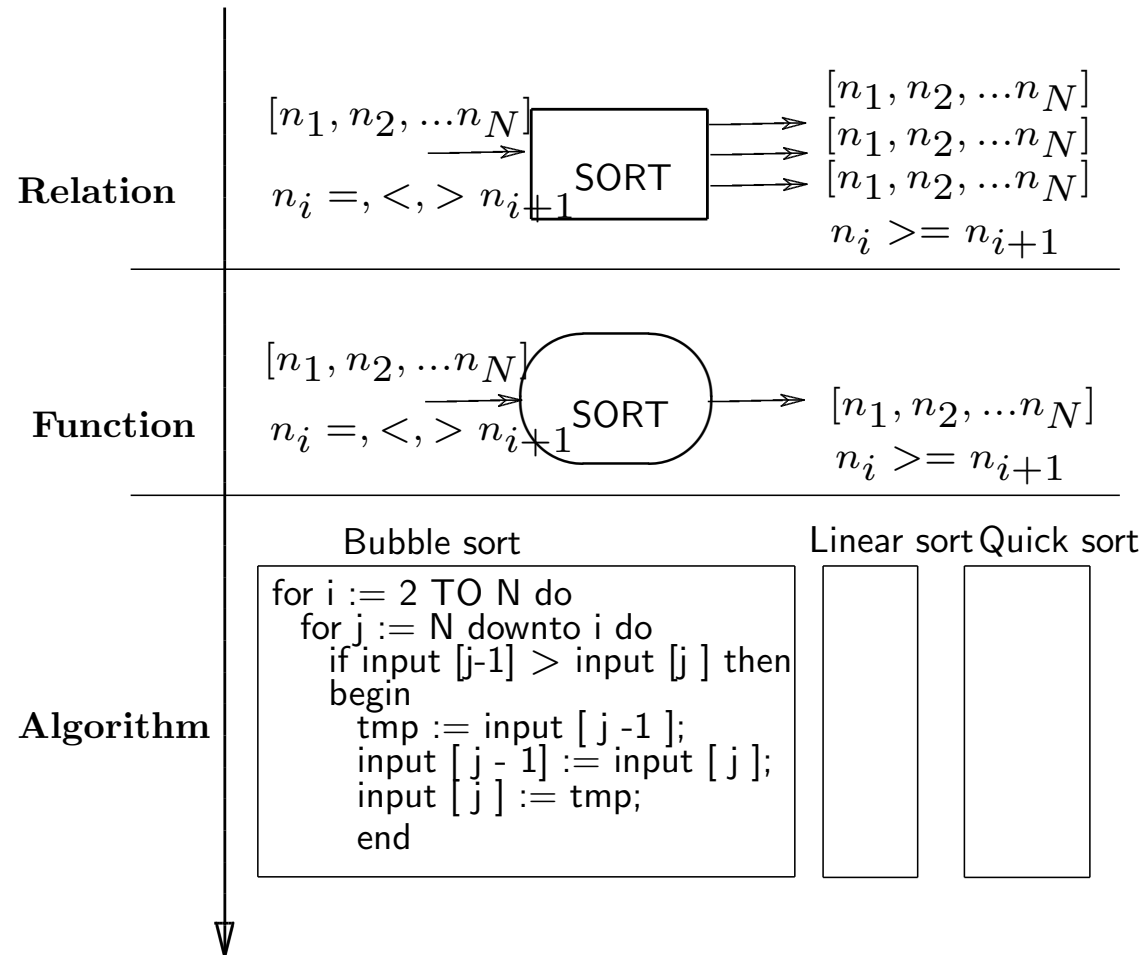 [n1, n2, ...nN]
SORT
[n1, n2, ...nN]
[n1, n2, ...nN]
[n1, n2, ...nN]
Relation
ni =, <, > ni+1
ni >= ni+1
[n1, n2, ...nN]
SORT
[n1, n2, ...nN]
Function
ni =, <, > ni+1
ni >= ni+1
Bubble sort
Linear sort
Quick sort
Algorithm
for i := 2 TO N do
for j := N downto i do
if input [j-1] > input [j ] then
begin
tmp := input [ j -1 ];
input [ j - 1] := input [ j ];
input [ j ] := tmp;
end